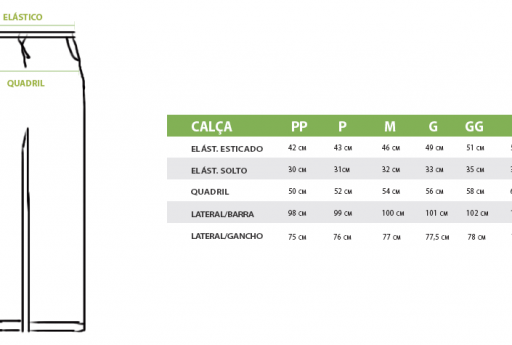 ELÁSTICO
QUADRIL
CALÇA PP P M G GG
ELÁST. ESTICADO 42 CM 43 CM 46 CM 49 CM 51 CM
ELÁST. SOLTO 30 CM 31CM 32 CM 33 CM 35 CM
QUADRIL 50 CM 52 CM 54 CM 56 CM 58 CM
LATERAL/BARRA 98 CM 99 CM 100 CM 101 CM 102 CM
LATERAL/GANCHO 75 CM 76 CM 77 CM 77,5 CM 78 CM